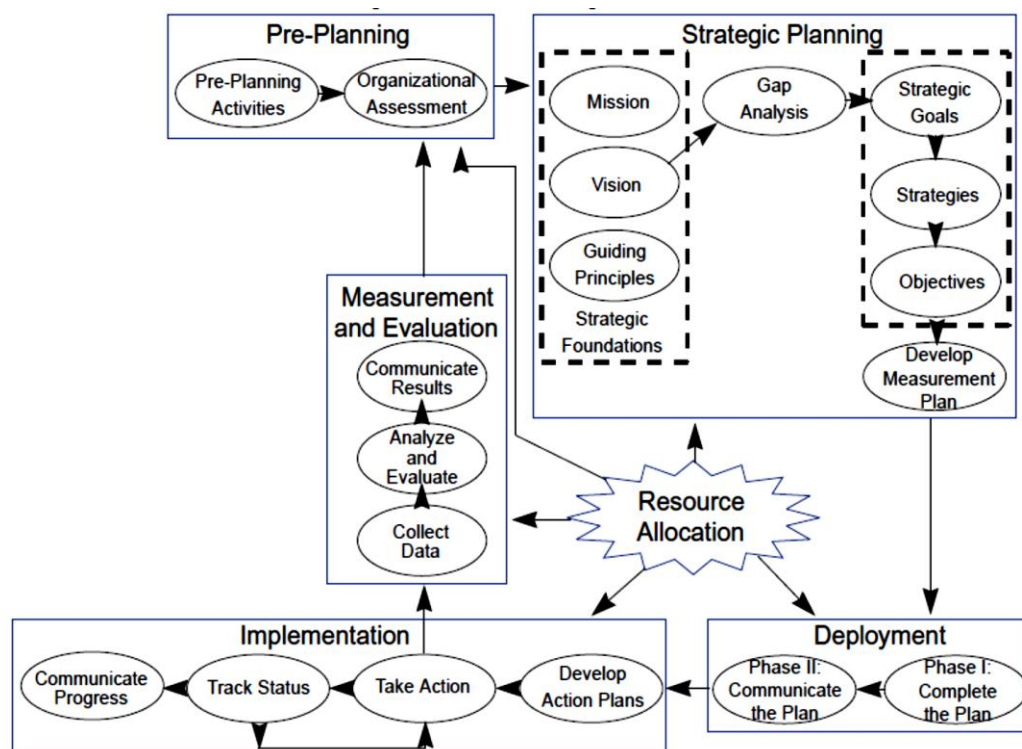 Pre-Planning
Pre-Planning
Activities
Organizational
Assessment
Strategic Planning
Mission
Vision
Guiding
Principles
Strategic
Foundations
Gap
Analysis
Strategic
Goals
Strategies
Objectives
Develop
Measurement
Plan
Measurement
and Evaluation
Communicate
Results
Analyze
and
Evaluate
Collect
Data
Resource
Allocation
Implementation
Communicate
Progress
Track Status
Take Action
Develop
Action Plans
Deployment
Phase II:
Communicate
the Plan
Phase I:
Complete
the Plan